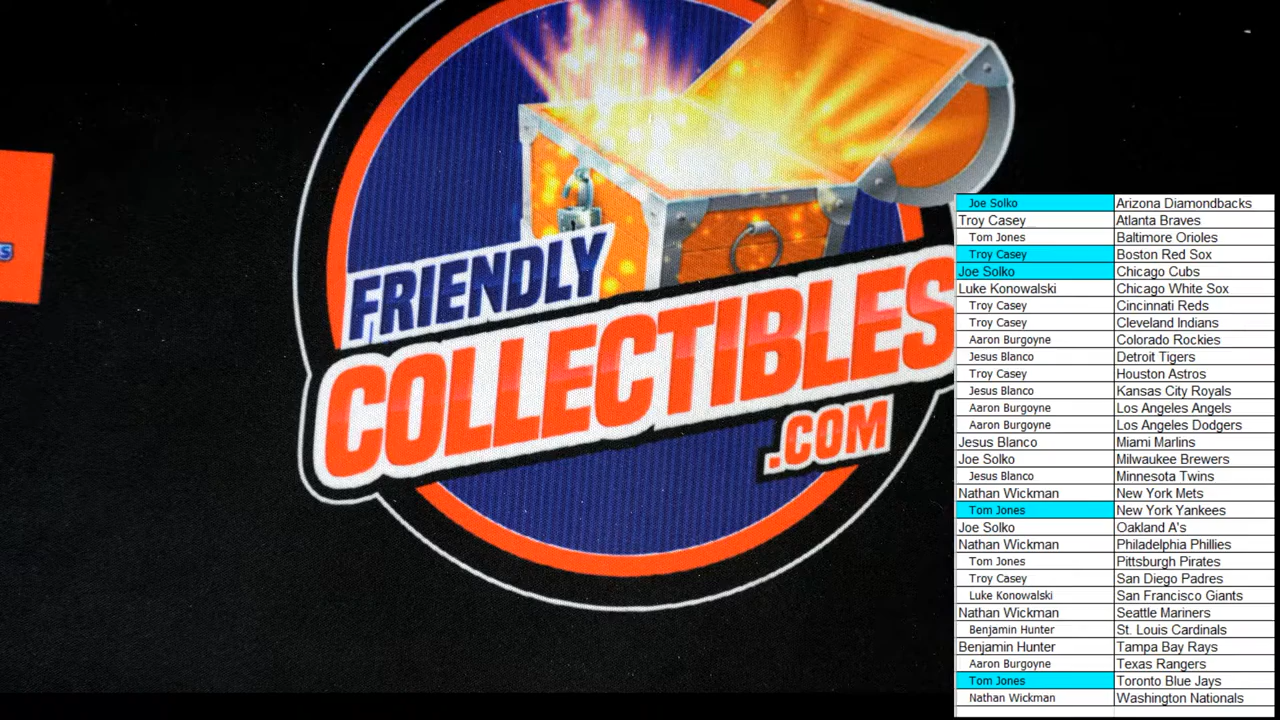 FRIENDLY
COLLECTIBLES
.COM
S
Joe Solko Arizona Diamondbacks
Troy Casey Atlanta Braves
Tom Jones Baltimore Orioles
Troy Casey Boston Red Sox
Joe Solko Chicago Cubs
Luke Konowalski Chicago White Sox
Troy Casey Cincinnati Reds
Troy Casey Cleveland Indians
Aaron Burgoyne Colorado Rockies
Jesus Blanco Detroit Tigers
Troy Casey Houston Astros
Jesus Blanco Kansas City Royals
Aaron Burgoyne Los Angeles Angels
Aaron Burgoyne Los Angeles Dodgers
Jesus Blanco Miami Marlins
Joe Solko Milwaukee Brewers
Jesus Blanco Minnesota Twins
Nathan Wickman New York Mets
Tom Jones New York Yankees
Joe Solko Oakland A's
Nathan Wickman Philadelphia Phillies
Tom Jones Pittsburgh Pirates
Troy Casey San Diego Padres
Luke Konowalski San Francisco Giants
Nathan Wickman Seattle Mariners
Benjamin Hunter St. Louis Cardinals
Benjamin Hunter Tampa Bay Rays
Aaron Burgoyne Texas Rangers
Tom Jones Toronto Blue Jays
Nathan Wickman Washington Nationals